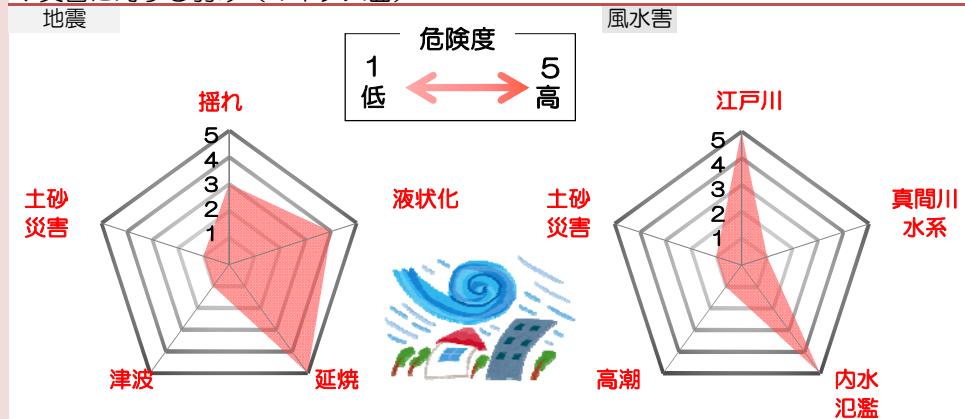 地震
風水害
危険度
1
5
低
高
揺れ
5
4
3
2
1
土砂
災害
液状化
津波
延焼
江戸川
5
4
3
2
1
土砂
災害
真間川
水系
高潮
内水
氾濫